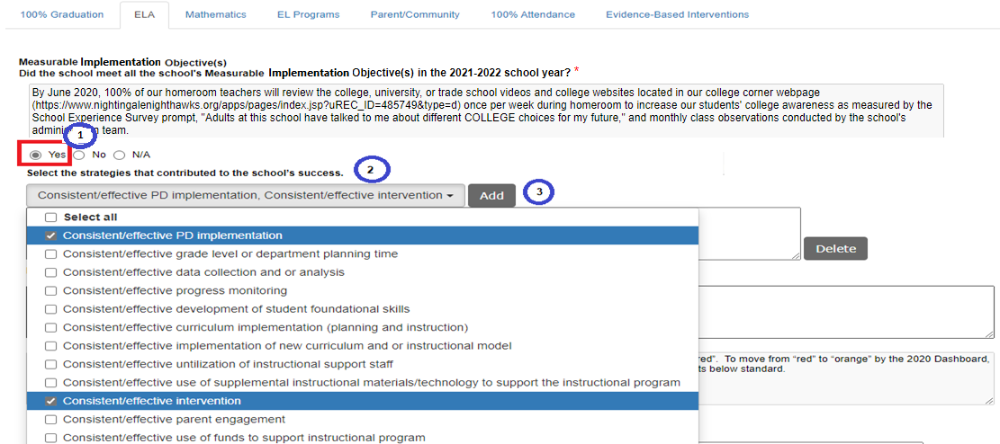 100% Graduation ELA Mathematics EL Programs Parent/Community 100% Attendance Evidence-Based Interventions
Measurable Implementation Objective(s)
Did the school meet all the school's Measurable Implementation Objective(s) in the 2021-2022 school year? *
By June 2020, 100% of our homeroom teachers will review the college, university, or trade school videos and college websites located in our college corner webpage
(https://www.nightingalenighthawks.org/apps/pages/index.jsp?uREC_ID=485749&type=d) once per week during homeroom to increase our students' college awareness as measured by the
School Experience Survey prompt, "Adults at this school have talked to me about different COLLEGE choices for my future," and monthly class observations conducted by the school's
team.
1
Yes No N/A
Select the strategies that contributed to the school's success.
2
Consistent/effective PD implementation, Consistent/effective intervention Add
3
Select all
Consistent/effective PD implementation
Delete
Consistent/effective grade level or department planning time
Consistent/effective data collection and or analysis
Consistent/effective progress monitoring
Consistent/effective development of student foundational skills
Consistent/effective curriculum implementation (planning and instruction)
Consistent/effective implementation of new curriculum and or instructional model
Consistent/effective untilization of instructional support staff
Consistent/effective use of supplemental instructional materials/technology to support the instructional program
Consistent/effective intervention
Consistent/effective parent engagement
Consistent/effective use of funds to support instructional program
red". To move from "red" to "orange" by the 2020 Dashboard,
ts below standard.